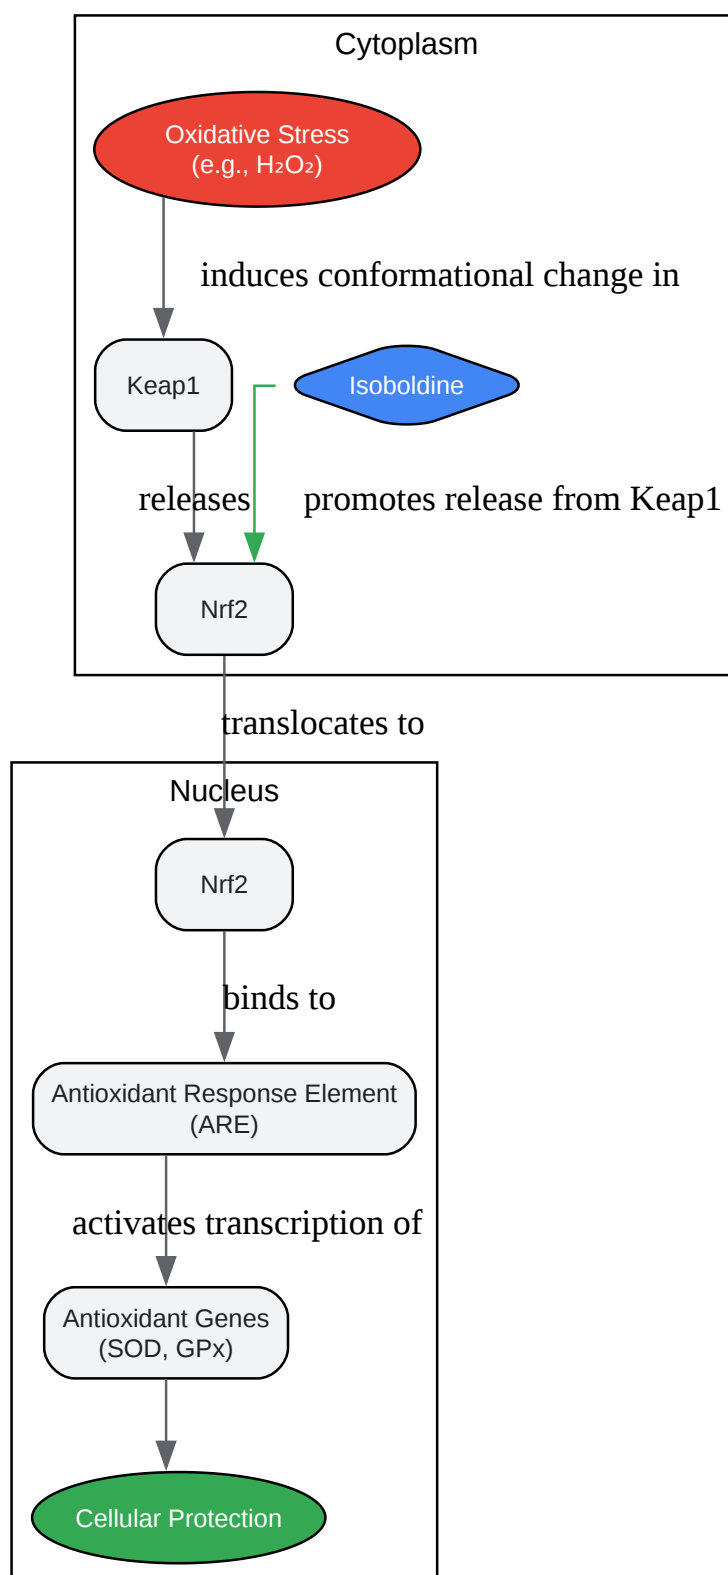 Cytoplasm
Oxidative Stress
(e.g., H₂O₂)
induces conformational change in
Keap1
Isoboldine
releases
promotes release from Keap1
Nrf2
translocates to
Nucleus
Nrf2
binds to
Antioxidant Response Element
(ARE)
activates transcription of
Antioxidant Genes
(SOD, GPx)
Cellular Protection